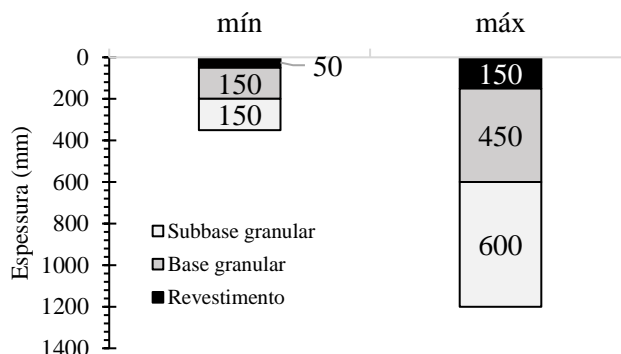 mín máx
0
200
400
600
800
1000
1200
1400
Espessura (mm)
50
150
150
150
450
600
Subbase granular
Base granular
Revestimento